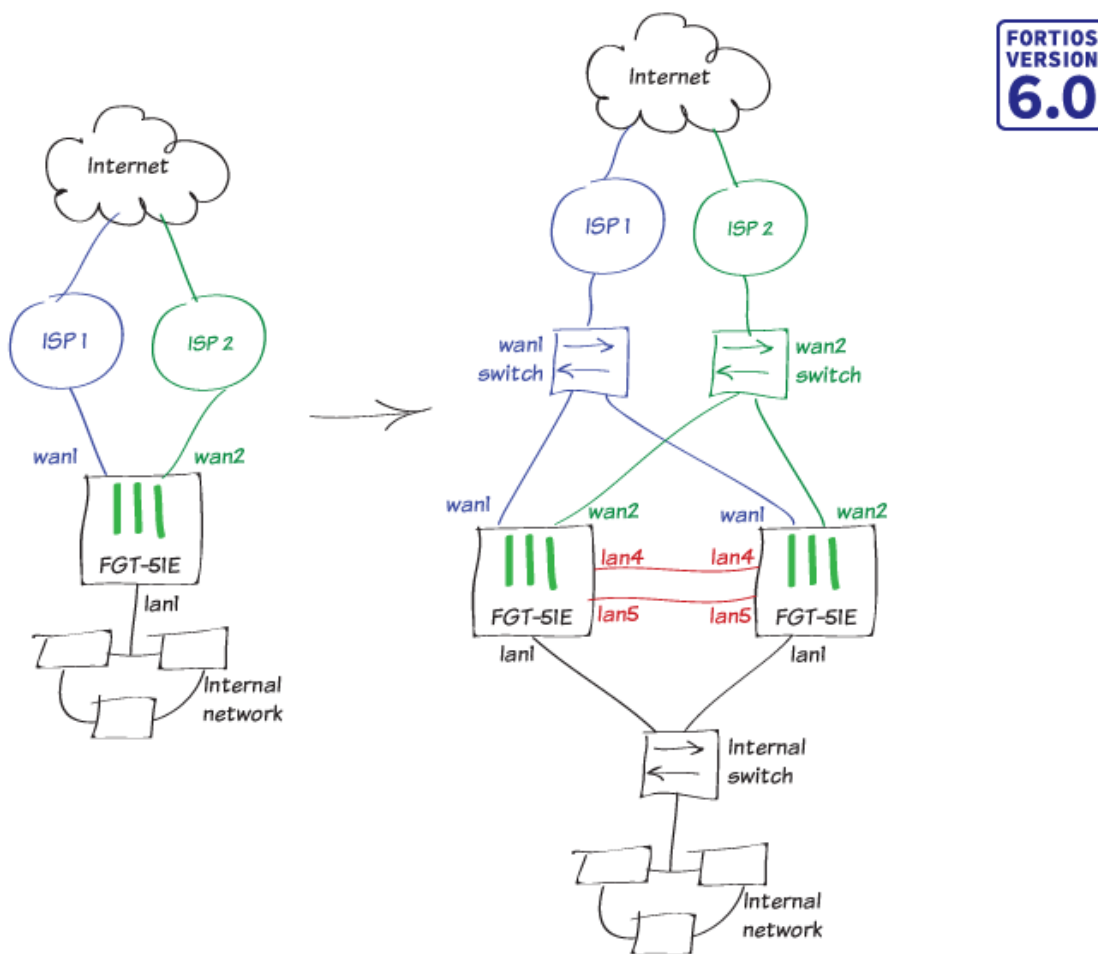 FORTIOS
VERSION
6.0
Internet
ISP 1
ISP 2
wan1
wan2
FGT-51E
lan1
Internal
network
Internet
ISP 1
ISP 2
wan1
switch
wan2
switch
wan1
wan2
wan1
wan2
lan4
lan4
FGT-51E
lan5
lan5
FGT-51E
lan1
lan1
Internal
switch
Internal
network